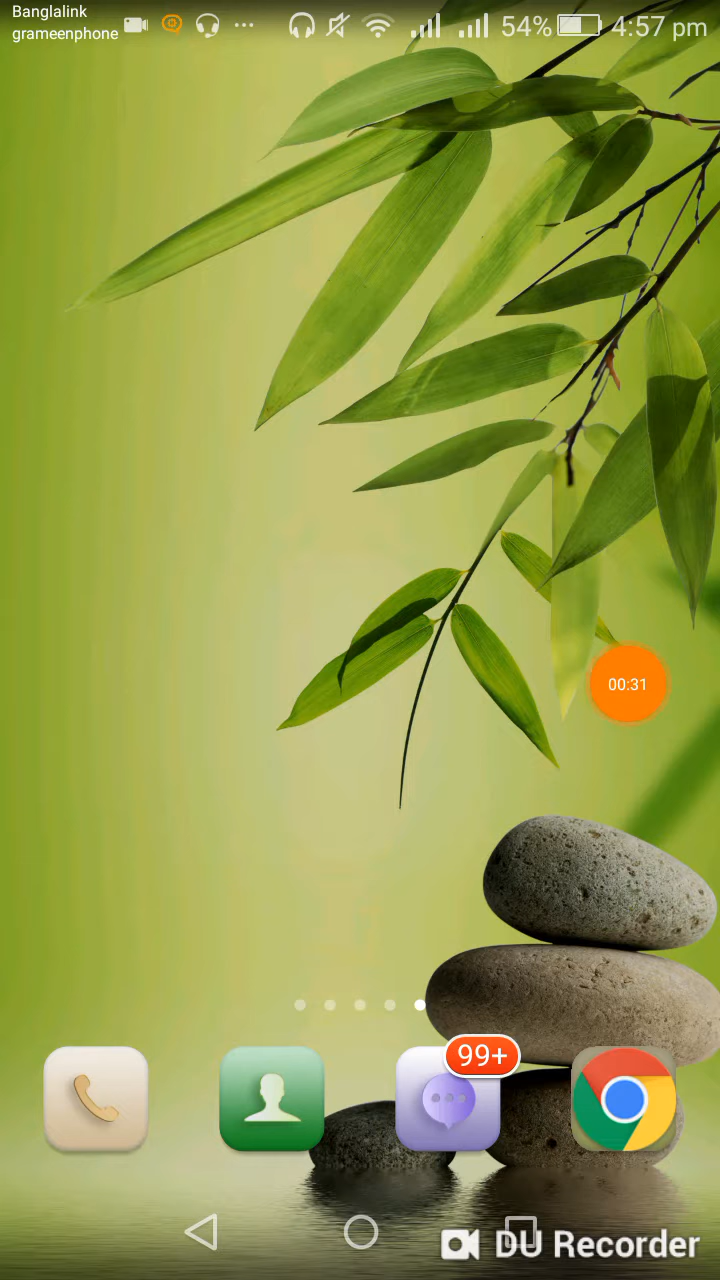 Banglalink
grameenphone
54%
4:57 pm
00:31
99+
DU Recorder